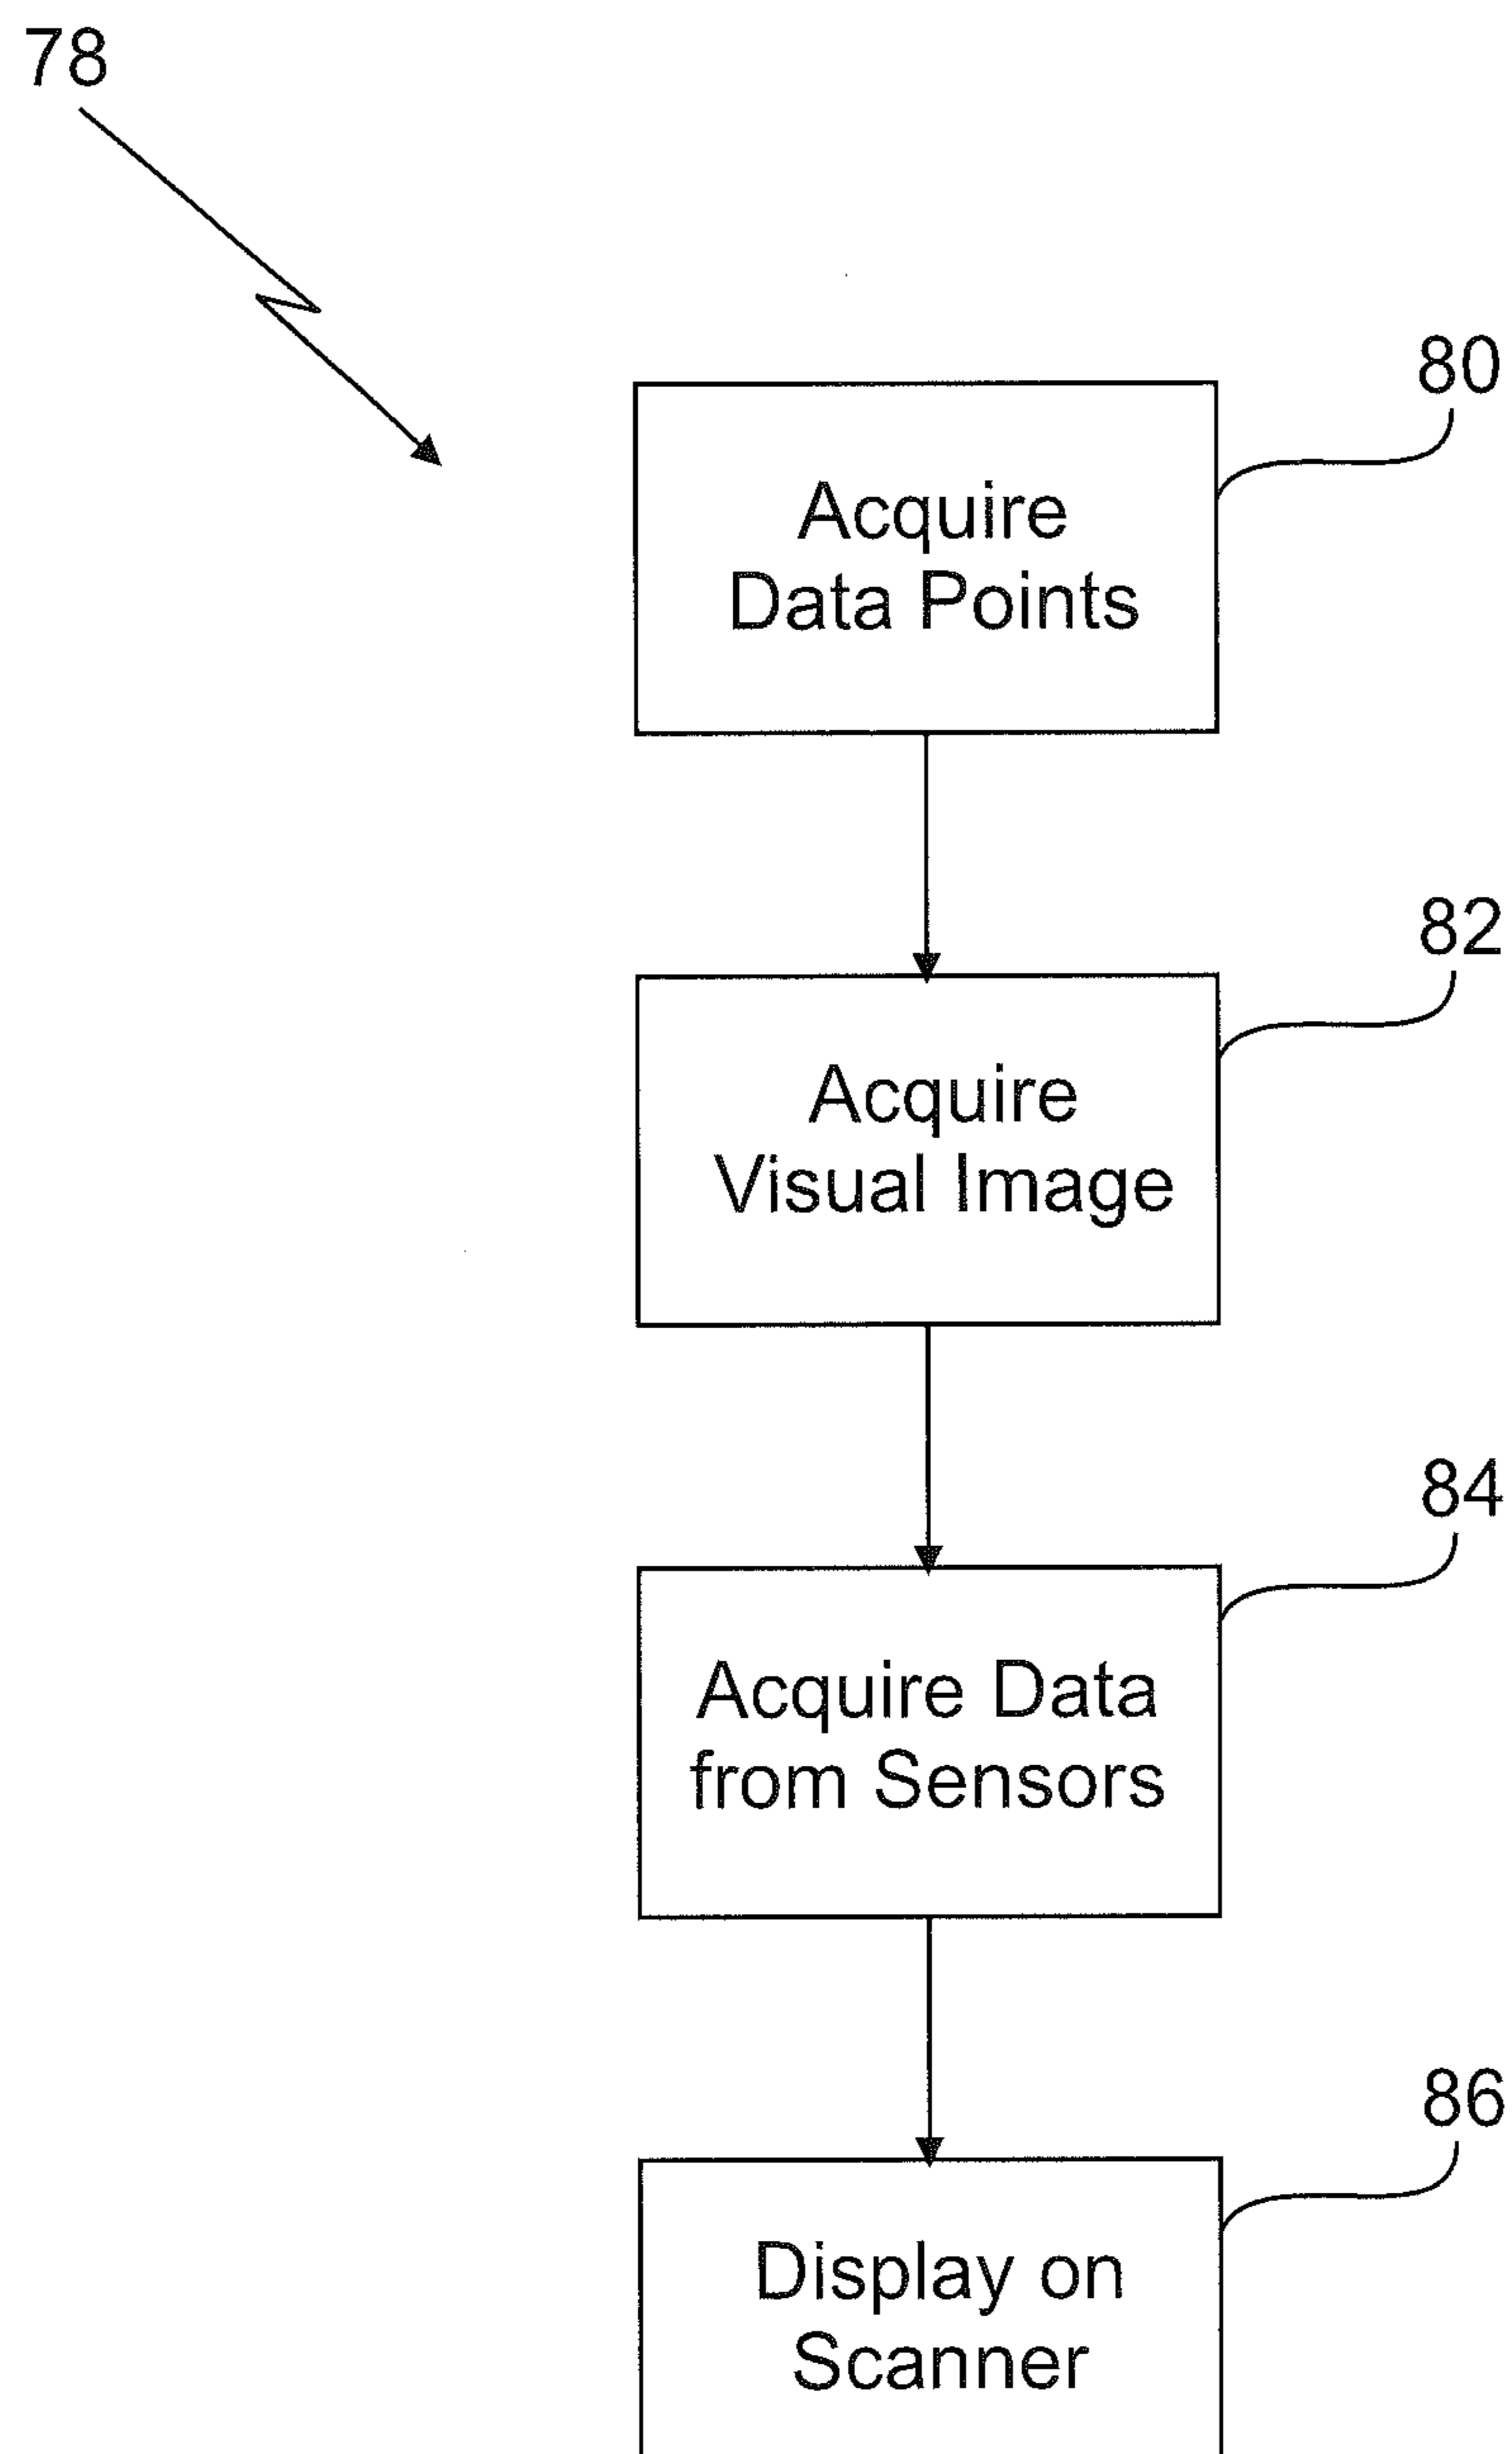 78
80
Acquire
Data Points
82
Acquire
Visual Image
84
Acquire Data
from Sensors
86
Display on
Scanner